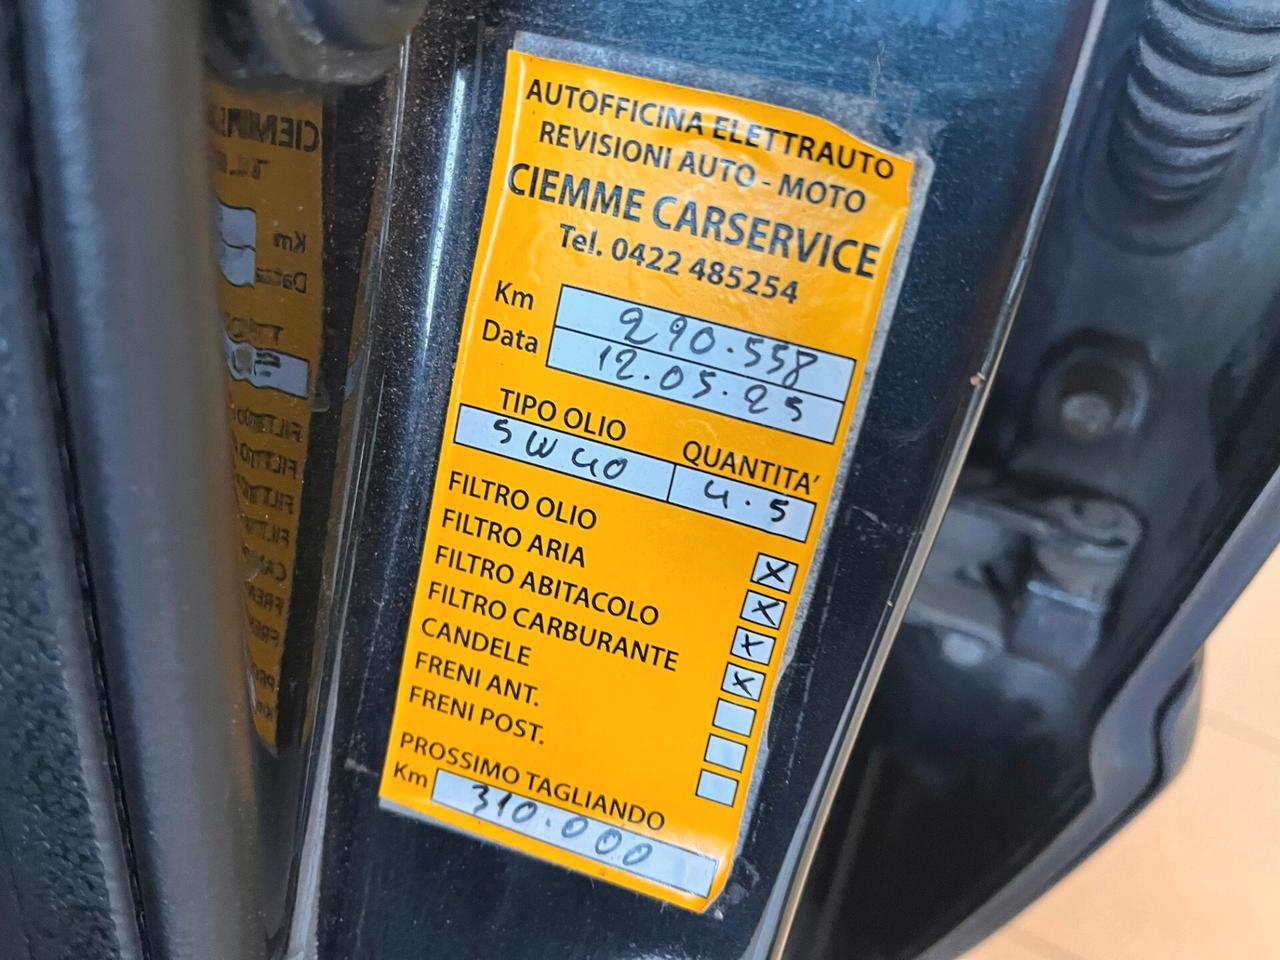 AUTOFFICINA ELETTRAUTO
REVISIONI AUTO - MOTO
CIEMME CARSERVICE
Tel. 0422 485254
Km 290.558
Data 12.05.25
TIPO OLIO QUANTITA'
5W40 4.5
FILTRO OLIO X
FILTRO ARIA X
FILTRO ABITACOLO X
FILTRO CARBURANTE X
CANDELE
FRENI ANT.
FRENI POST.
PROSSIMO TAGLIANDO
Km 310.000